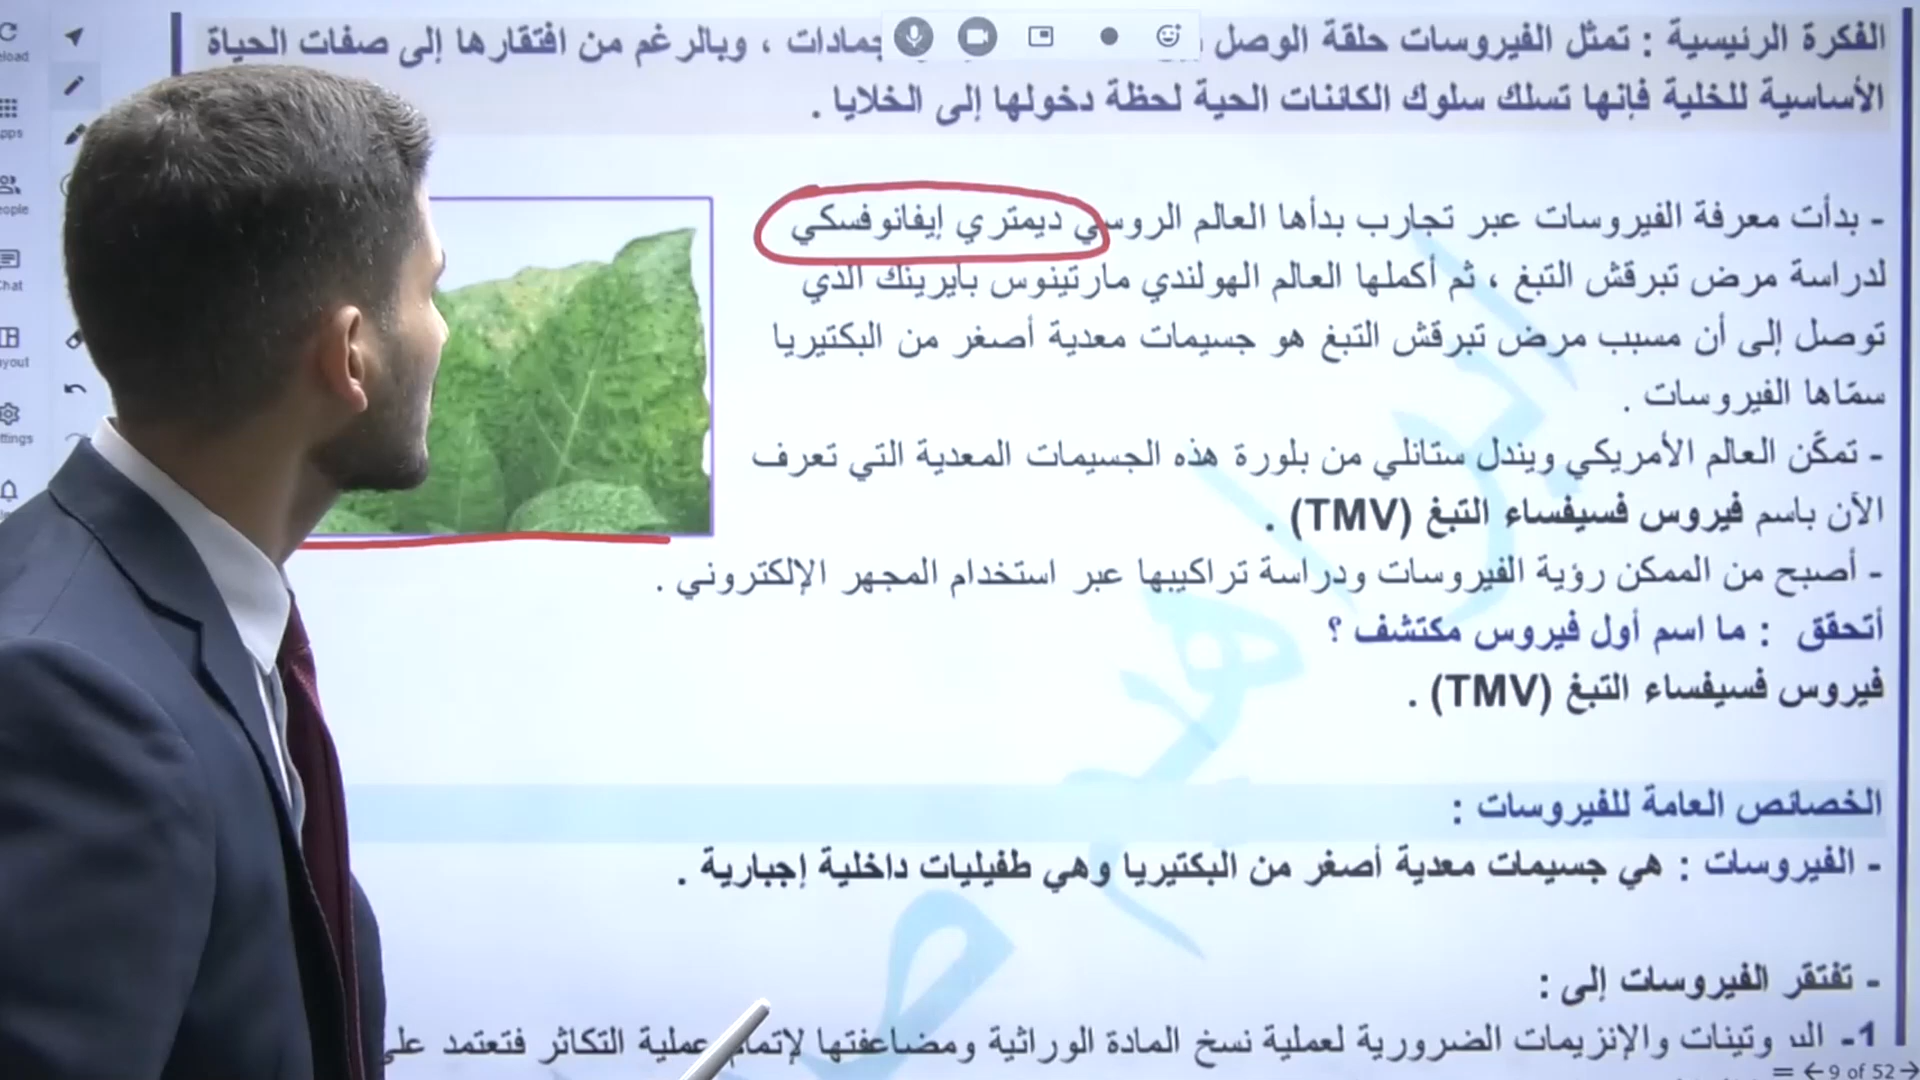 الفكرة الرئيسية : تمثل الفيروسات حلقة الوصل جمادات ، وبالرغم من افتقارها إلى صفات الحياة
الأساسية للخلية فإنها تسلك سلوك الكائنات الحية لحظة دخولها إلى الخلايا .
- بدأت معرفة الفيروسات عبر تجارب بدأها العالم الروسي ديمتري إيفانوفسكي
لدراسة مرض تبرقش التبغ ، ثم أكملها العالم الهولندي مارتينوس بايرينك الذي
توصل إلى أن مسبب مرض تبرقش التبغ هو جسيمات معدية أصغر من البكتيريا
سمّاها الفيروسات .
- تمكّن العالم الأمريكي ويندل ستانلي من بلورة هذه الجسيمات المعدية التي تعرف
الآن باسم فيروس فسيفساء التبغ (TMV) .
- أصبح من الممكن رؤية الفيروسات ودراسة تراكيبها عبر استخدام المجهر الإلكتروني .
أتحقق : ما اسم أول فيروس مكتشف ؟
فيروس فسيفساء التبغ (TMV) .
الخصائص العامة للفيروسات :
- الفيروسات : هي جسيمات معدية أصغر من البكتيريا وهي طفيليات داخلية إجبارية .
- تفتقر الفيروسات إلى :
1- وتينات والإنزيمات الضرورية لعملية نسخ المادة الوراثية ومضاعفتها لإتمام عملية التكاثر فتعتمد على
9 of 52